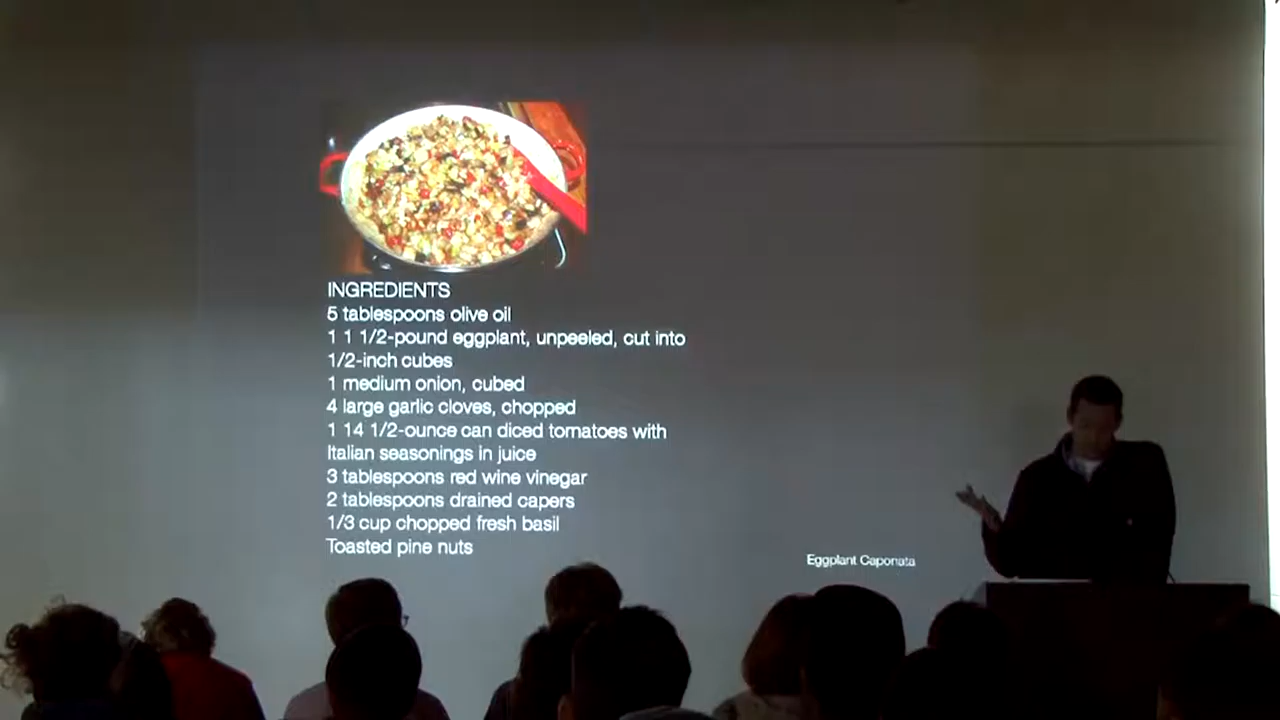 INGREDIENTS
5 tablespoons olive oil
1 1 1/2-pound eggplant, unpeeled, cut into
1/2-inch cubes
1 medium onion, cubed
4 large garlic cloves, chopped
1 14 1/2-ounce can diced tomatoes with
Italian seasonings in juice
3 tablespoons red wine vinegar
2 tablespoons drained capers
1/3 cup chopped fresh basil
Toasted pine nuts
Eggplant Caponata